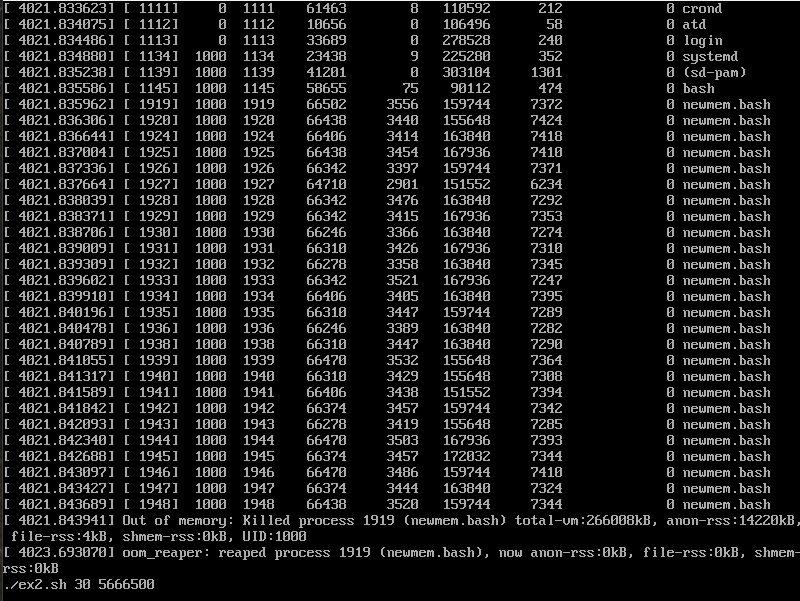 [ 4021.833623] [ 1111] 0 1111 61463 8 110592 212 0 crond
[ 4021.834075] [ 1112] 0 1112 10656 0 106496 58 0 atd
[ 4021.834486] [ 1113] 0 1113 33689 0 278528 240 0 login
[ 4021.834880] [ 1134] 1000 1134 23438 9 225280 352 0 systemd
[ 4021.835238] [ 1139] 1000 1139 41201 0 303104 1301 0 (sd-pam)
[ 4021.835586] [ 1145] 1000 1145 58655 75 90112 474 0 bash
[ 4021.835962] [ 1919] 1000 1919 66502 3556 159744 7372 0 newmem.bash
[ 4021.836306] [ 1920] 1000 1920 66438 3440 155648 7424 0 newmem.bash
[ 4021.836644] [ 1924] 1000 1924 66406 3414 163840 7418 0 newmem.bash
[ 4021.837004] [ 1925] 1000 1925 66438 3454 167936 7410 0 newmem.bash
[ 4021.837336] [ 1926] 1000 1926 66342 3397 159744 7371 0 newmem.bash
[ 4021.837664] [ 1927] 1000 1927 64710 2901 151552 6234 0 newmem.bash
[ 4021.838039] [ 1928] 1000 1928 66342 3476 163840 7292 0 newmem.bash
[ 4021.838371] [ 1929] 1000 1929 66342 3415 167936 7353 0 newmem.bash
[ 4021.838706] [ 1930] 1000 1930 66246 3366 163840 7274 0 newmem.bash
[ 4021.839009] [ 1931] 1000 1931 66310 3426 167936 7310 0 newmem.bash
[ 4021.839309] [ 1932] 1000 1932 66278 3358 163840 7345 0 newmem.bash
[ 4021.839602] [ 1933] 1000 1933 66342 3521 167936 7247 0 newmem.bash
[ 4021.839910] [ 1934] 1000 1934 66406 3405 163840 7395 0 newmem.bash
[ 4021.840196] [ 1935] 1000 1935 66310 3447 159744 7289 0 newmem.bash
[ 4021.840478] [ 1936] 1000 1936 66246 3389 163840 7282 0 newmem.bash
[ 4021.840789] [ 1938] 1000 1938 66310 3447 163840 7290 0 newmem.bash
[ 4021.841055] [ 1939] 1000 1939 66470 3532 155648 7364 0 newmem.bash
[ 4021.841317] [ 1940] 1000 1940 66310 3429 155648 7308 0 newmem.bash
[ 4021.841589] [ 1941] 1000 1941 66406 3438 151552 7394 0 newmem.bash
[ 4021.841842] [ 1942] 1000 1942 66374 3457 159744 7342 0 newmem.bash
[ 4021.842093] [ 1943] 1000 1943 66278 3419 155648 7285 0 newmem.bash
[ 4021.842340] [ 1944] 1000 1944 66470 3503 167936 7393 0 newmem.bash
[ 4021.842688] [ 1945] 1000 1945 66374 3457 172032 7344 0 newmem.bash
[ 4021.843097] [ 1946] 1000 1946 66470 3486 159744 7410 0 newmem.bash
[ 4021.843427] [ 1947] 1000 1947 66374 3444 163840 7324 0 newmem.bash
[ 4021.843689] [ 1948] 1000 1948 66438 3520 159744 7344 0 newmem.bash
[ 4021.843941] Out of memory: Killed process 1919 (newmem.bash) total-vm:266008kB, anon-rss:14220kB,
 file-rss:4kB, shmem-rss:0kB, UID:1000
[ 4023.693070] oom_reaper: reaped process 1919 (newmem.bash), now anon-rss:0kB, file-rss:0kB, shmem-
rss:0kB
./ex2.sh 30 5666500